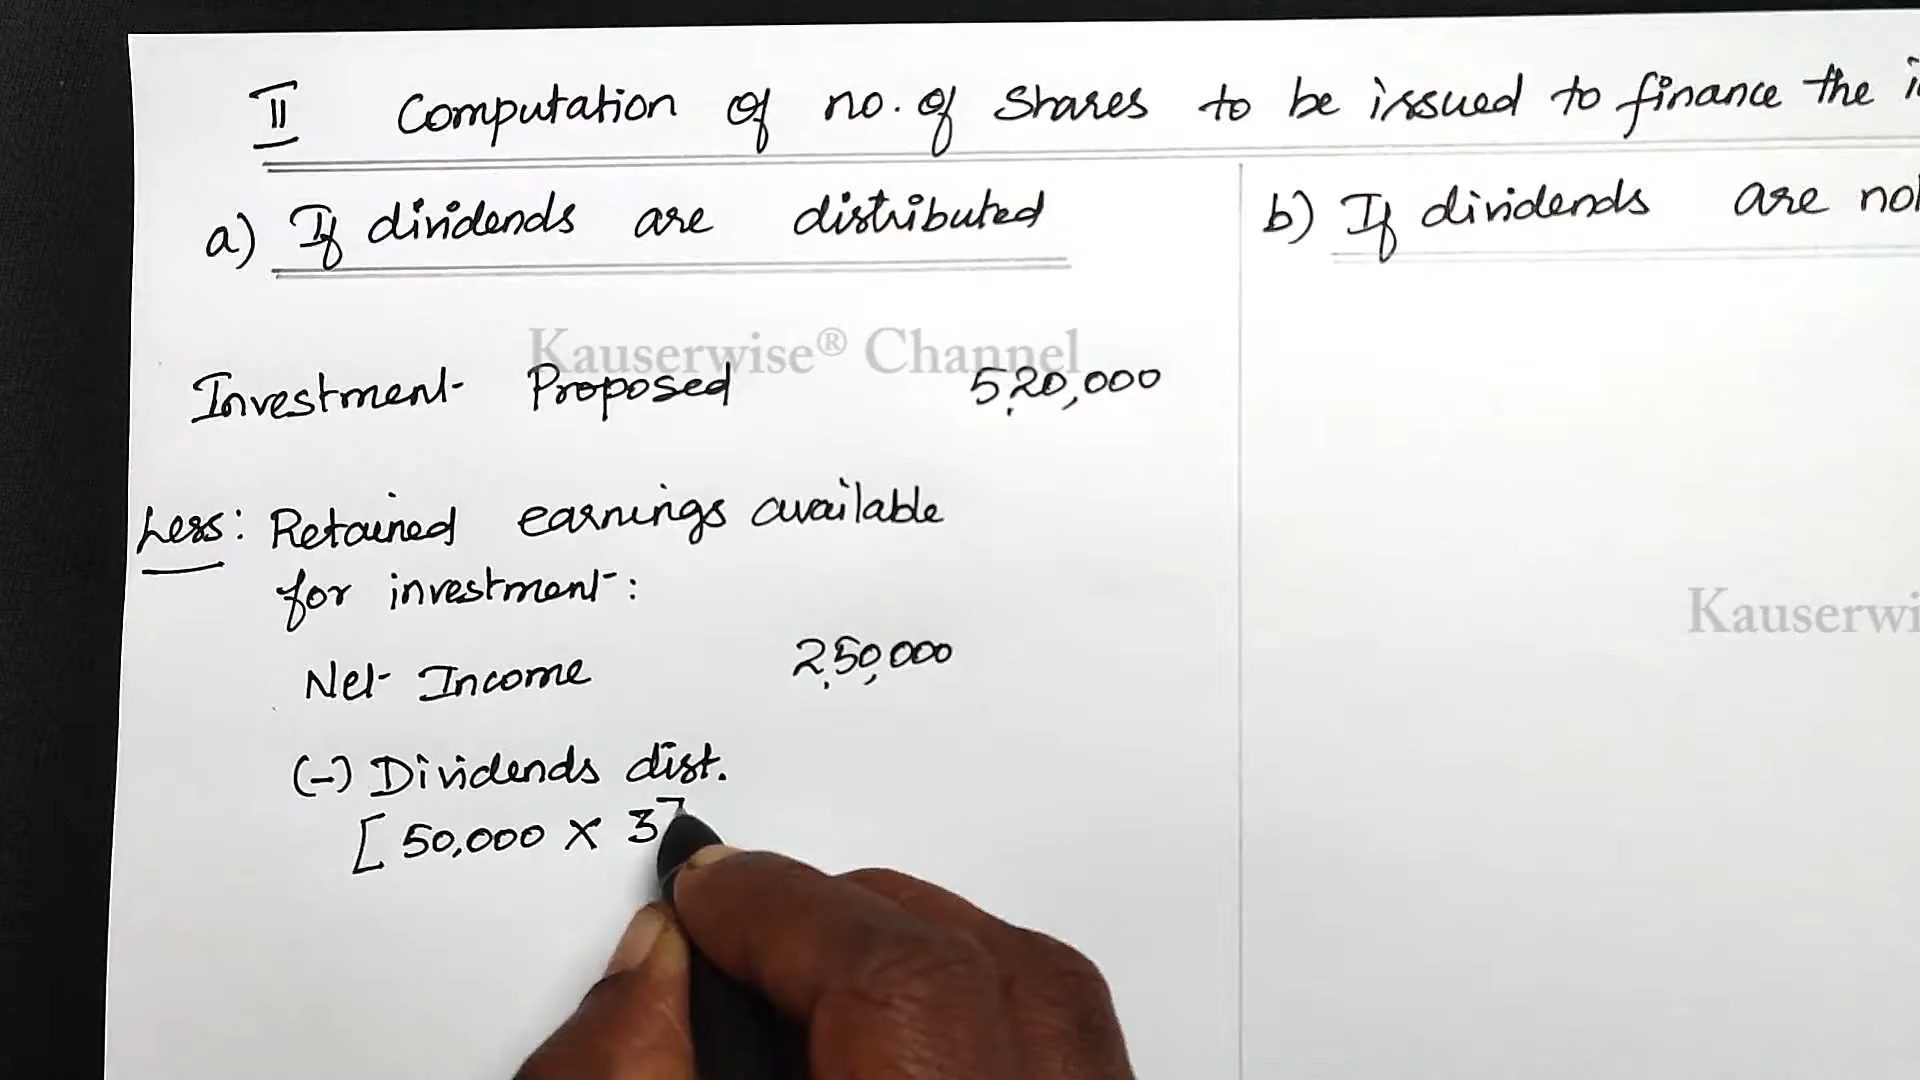 II Computation of no. of shares to be issued to finance the
a) If dividends are distributed
b) If dividends are not
Kauserwise® Channel
Investment Proposed 5,20,000
Less: Retained earnings available
for investment:
Kauserwi
Net Income 2,50,000
(-) Dividends dist.
[ 50,000 X 3